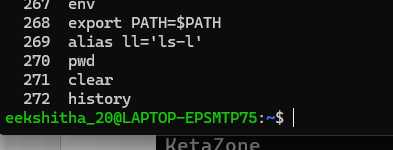 267 env
268 export PATH=$PATH
269 alias ll='ls-l'
270 pwd
271 clear
272 history
eekshitha_20@LAPTOP-EPSMTP75:~$
KetaZone